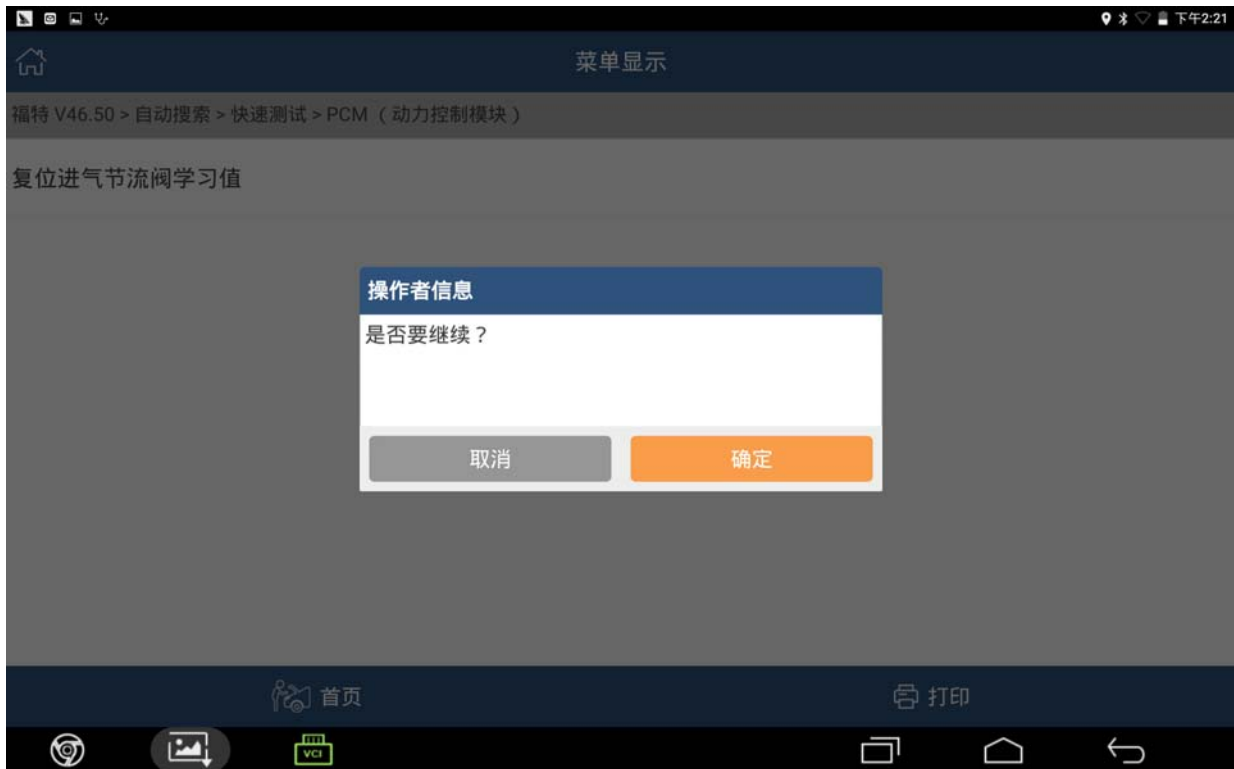 下午2:21
菜单显示
福特 V46.50 > 自动搜索 > 快速测试 > PCM （动力控制模块）
复位进气节流阀学习值
操作者信息
是否要继续？
取消
确定
首页
打印
VCI